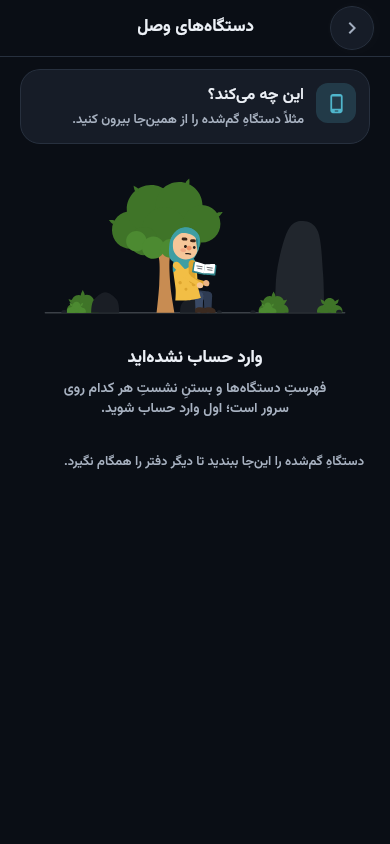 دستگاه‌های وصل
این چه می‌کند؟
مثلاً دستگاهِ گم‌شده را از همین‌جا بیرون کنید.
وارد حساب نشده‌اید
فهرستِ دستگاه‌ها و بستنِ نشستِ هر کدام روی
سرور است؛ اول وارد حساب شوید.
دستگاهِ گم‌شده را این‌جا ببندید تا دیگر دفتر را همگام نگیرد.